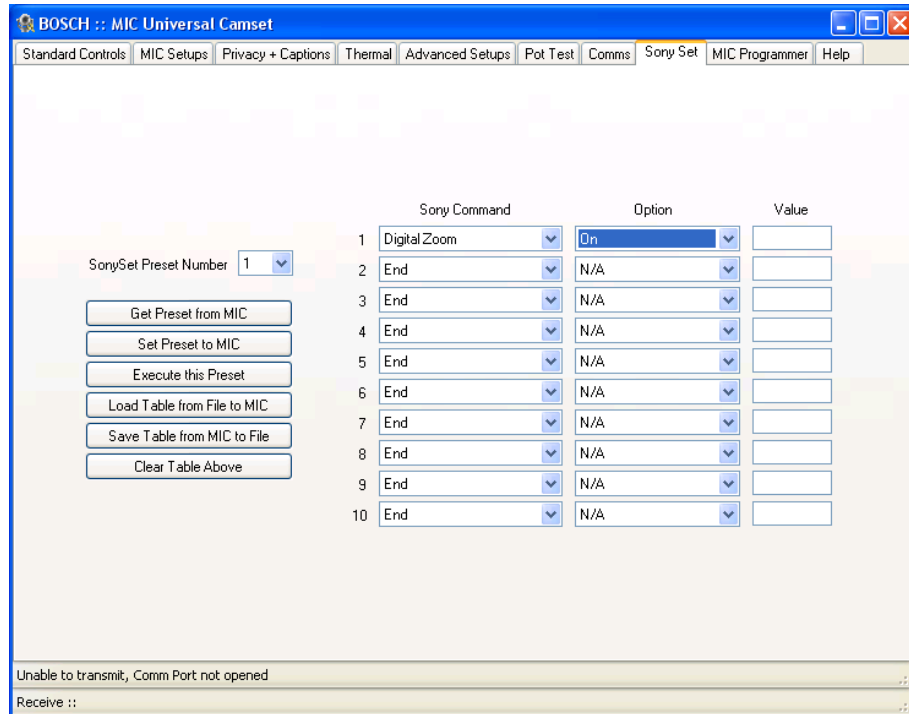 BOSCH :: MIC Universal Camset
Standard Controls MIC Setups Privacy + Captions Thermal Advanced Setups Pot Test Comms Sony Set MIC Programmer Help
Sony Command Option Value
1 Digital Zoom On
SonySet Preset Number 1
2 End N/A
3 End N/A
Get Preset from MIC
4 End N/A
Set Preset to MIC
5 End N/A
Execute this Preset
6 End N/A
Load Table from File to MIC
7 End N/A
Save Table from MIC to File
8 End N/A
Clear Table Above
9 End N/A
10 End N/A
Unable to transmit, Comm Port not opened
Receive ::